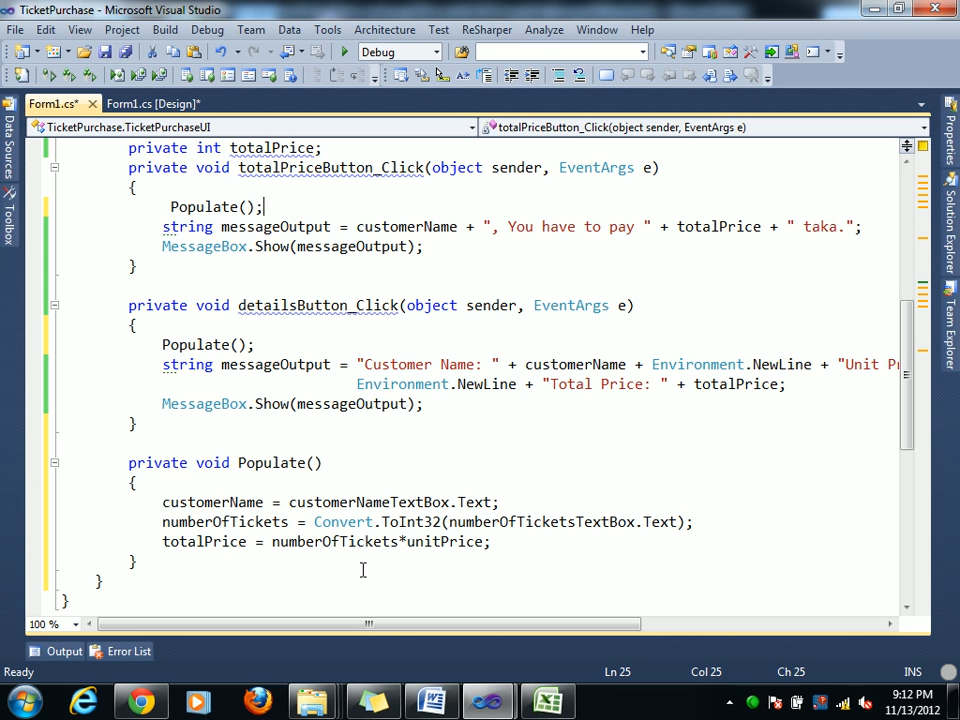 TicketPurchase - Microsoft Visual Studio
File Edit View Project Build Debug Team Data Tools Architecture Test ReSharper Analyze Window Help
Debug
Form1.cs* Form1.cs [Design]*
TicketPurchase.TicketPurchaseUI totalPriceButton_Click(object sender, EventArgs e)
private int totalPrice;
private void totalPriceButton_Click(object sender, EventArgs e)
{
Populate();
string messageOutput = customerName + ", You have to pay " + totalPrice + " taka.";
MessageBox.Show(messageOutput);
}
private void detailsButton_Click(object sender, EventArgs e)
{
Populate();
string messageOutput = "Customer Name: " + customerName + Environment.NewLine + "Unit Pr
Environment.NewLine + "Total Price: " + totalPrice;
MessageBox.Show(messageOutput);
}
private void Populate()
{
customerName = customerNameTextBox.Text;
numberOfTickets = Convert.ToInt32(numberOfTicketsTextBox.Text);
totalPrice = numberOfTickets*unitPrice;
}
}
}
100 %
Data Sources
Toolbox
Properties
Solution Explorer
Team Explorer
Output Error List
Ready Ln 25 Col 25 Ch 25 INS
9:12 PM
11/13/2012